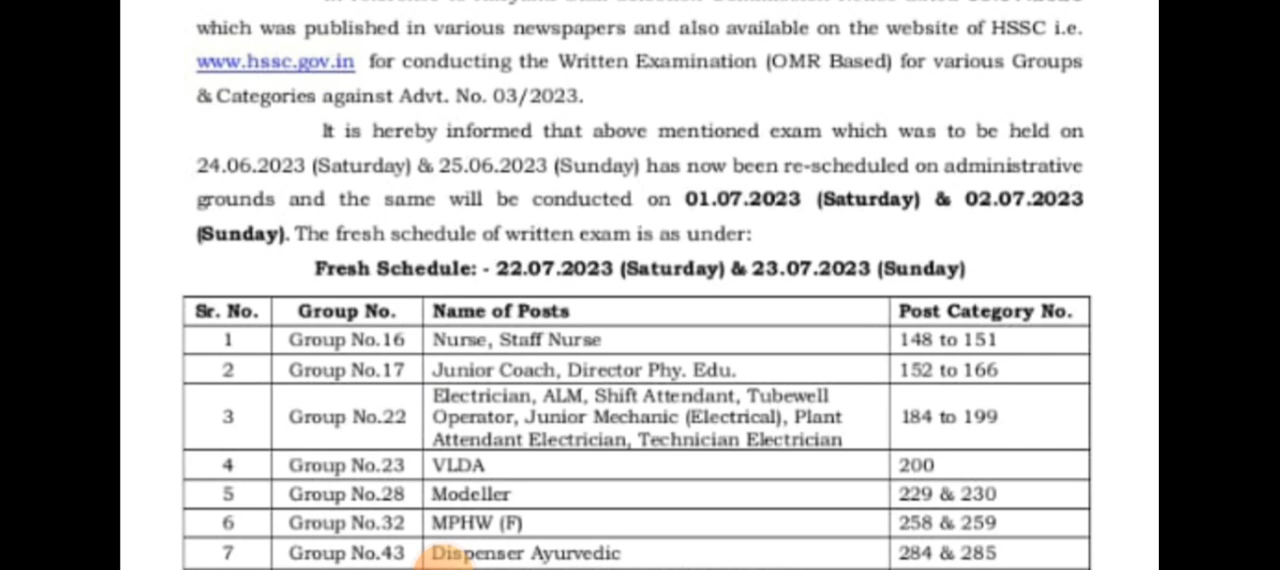 which was published in various newspapers and also available on the website of HSSC i.e.
www.hssc.gov.in for conducting the Written Examination (OMR Based) for various Groups
& Categories against Advt. No. 03/2023.
It is hereby informed that above mentioned exam which was to be held on
24.06.2023 (Saturday) & 25.06.2023 (Sunday) has now been re-scheduled on administrative
grounds and the same will be conducted on 01.07.2023 (Saturday) & 02.07.2023
(Sunday). The fresh schedule of written exam is as under:
Fresh Schedule: - 22.07.2023 (Saturday) & 23.07.2023 (Sunday)
Sr. No. Group No. Name of Posts Post Category No.
1 Group No.16 Nurse, Staff Nurse 148 to 151
2 Group No.17 Junior Coach, Director Phy. Edu. 152 to 166
3 Group No.22 Electrician, ALM, Shift Attendant, Tubewell
Operator, Junior Mechanic (Electrical), Plant
Attendant Electrician, Technician Electrician 184 to 199
4 Group No.23 VLDA 200
5 Group No.28 Modeller 229 & 230
6 Group No.32 MPHW (F) 258 & 259
7 Group No.43 Dispenser Ayurvedic 284 & 285